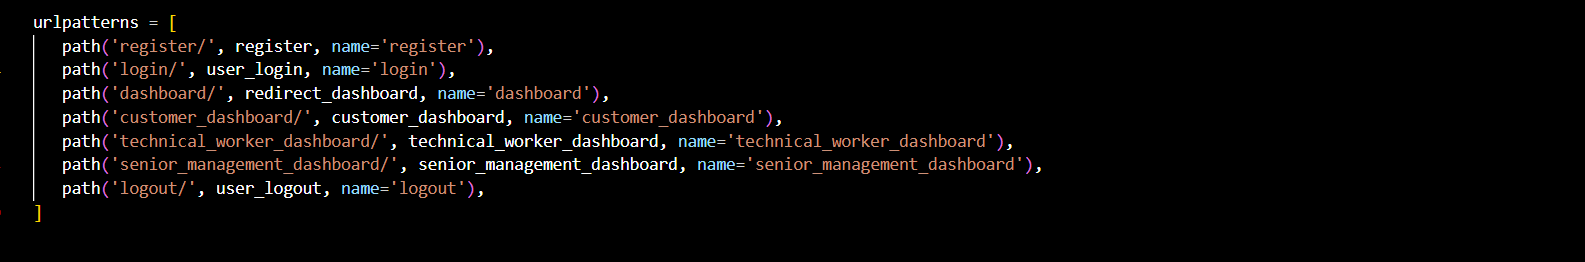 urlpatterns = [
path('register/', register, name='register'),
path('login/', user_login, name='login'),
path('dashboard/', redirect_dashboard, name='dashboard'),
path('customer_dashboard/', customer_dashboard, name='customer_dashboard'),
path('technical_worker_dashboard/', technical_worker_dashboard, name='technical_worker_dashboard'),
path('senior_management_dashboard/', senior_management_dashboard, name='senior_management_dashboard'),
path('logout/', user_logout, name='logout'),
]